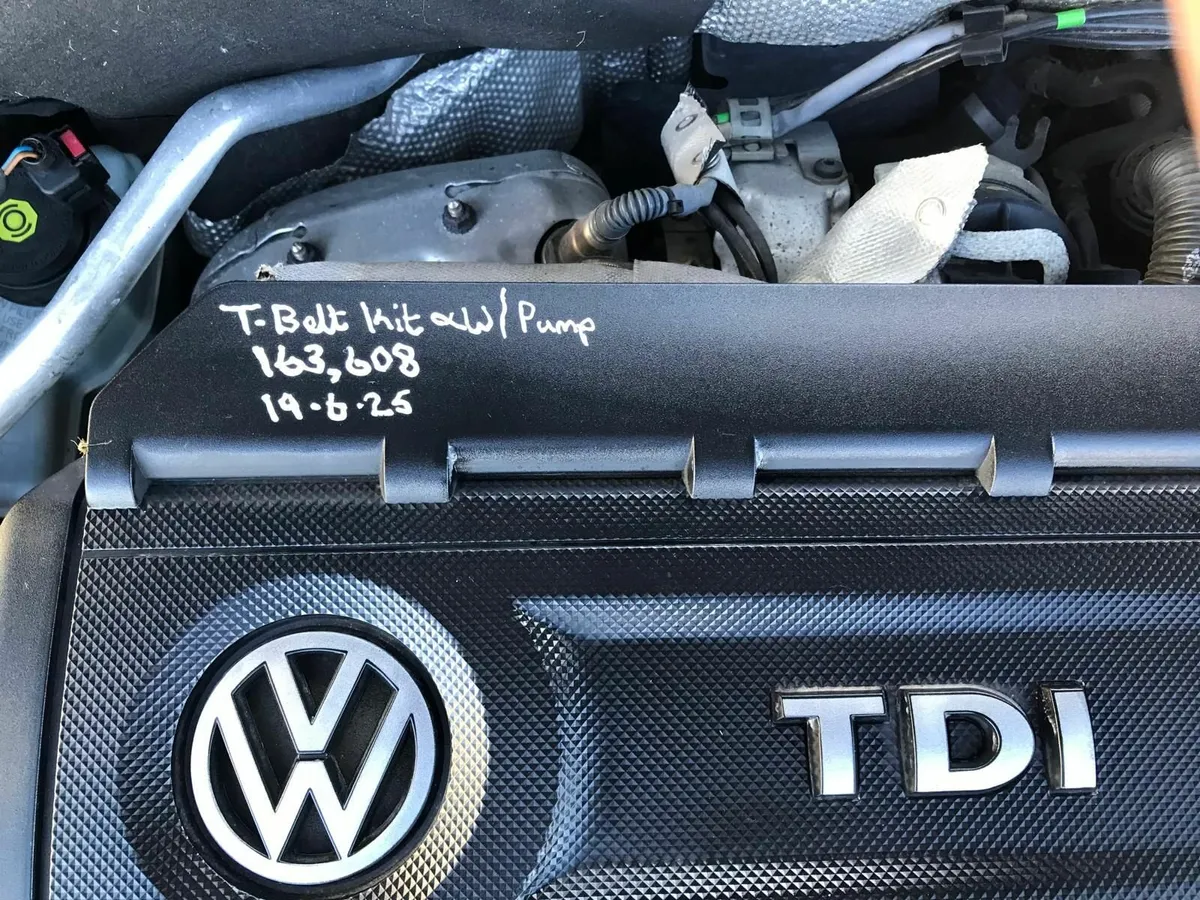 T-Belt Kit & W/Pump
163,608
19.6.25
TDI